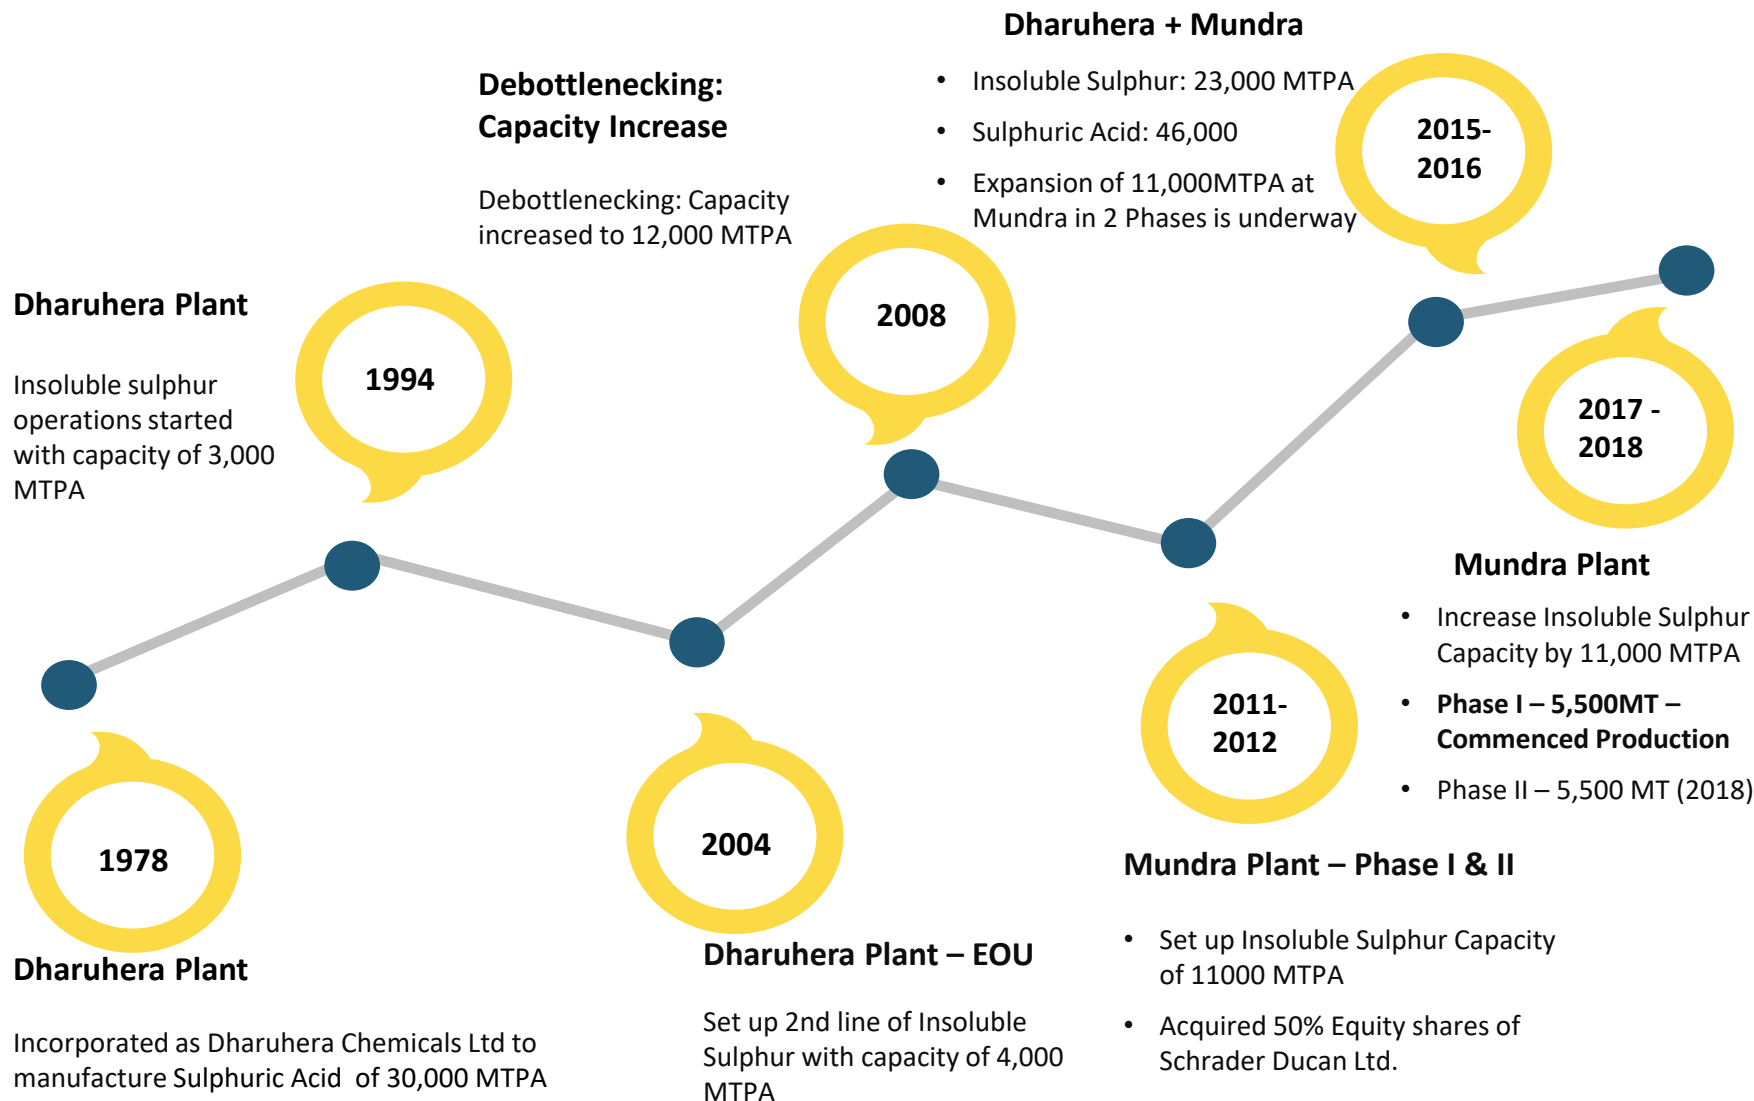 Dharuhera Plant
Insoluble sulphur
operations started
with capacity of 3,000
MTPA
1994
Debottlenecking:
Capacity Increase
Debottlenecking: Capacity
increased to 12,000 MTPA
2008
Dharuhera + Mundra
• Insoluble Sulphur: 23,000 MTPA
• Sulphuric Acid: 46,000
• Expansion of 11,000MTPA at
Mundra in 2 Phases is underway
2015-
2016
1978
Dharuhera Plant
Incorporated as Dharuhera Chemicals Ltd to
manufacture Sulphuric Acid of 30,000 MTPA
2004
Dharuhera Plant – EOU
Set up 2nd line of Insoluble
Sulphur with capacity of 4,000
MTPA
2011-
2012
Mundra Plant – Phase I & II
• Set up Insoluble Sulphur Capacity
of 11000 MTPA
• Acquired 50% Equity shares of
Schrader Ducan Ltd.
2017 -
2018
Mundra Plant
• Increase Insoluble Sulphur
Capacity by 11,000 MTPA
• Phase I – 5,500MT –
Commenced Production
• Phase II – 5,500 MT (2018)